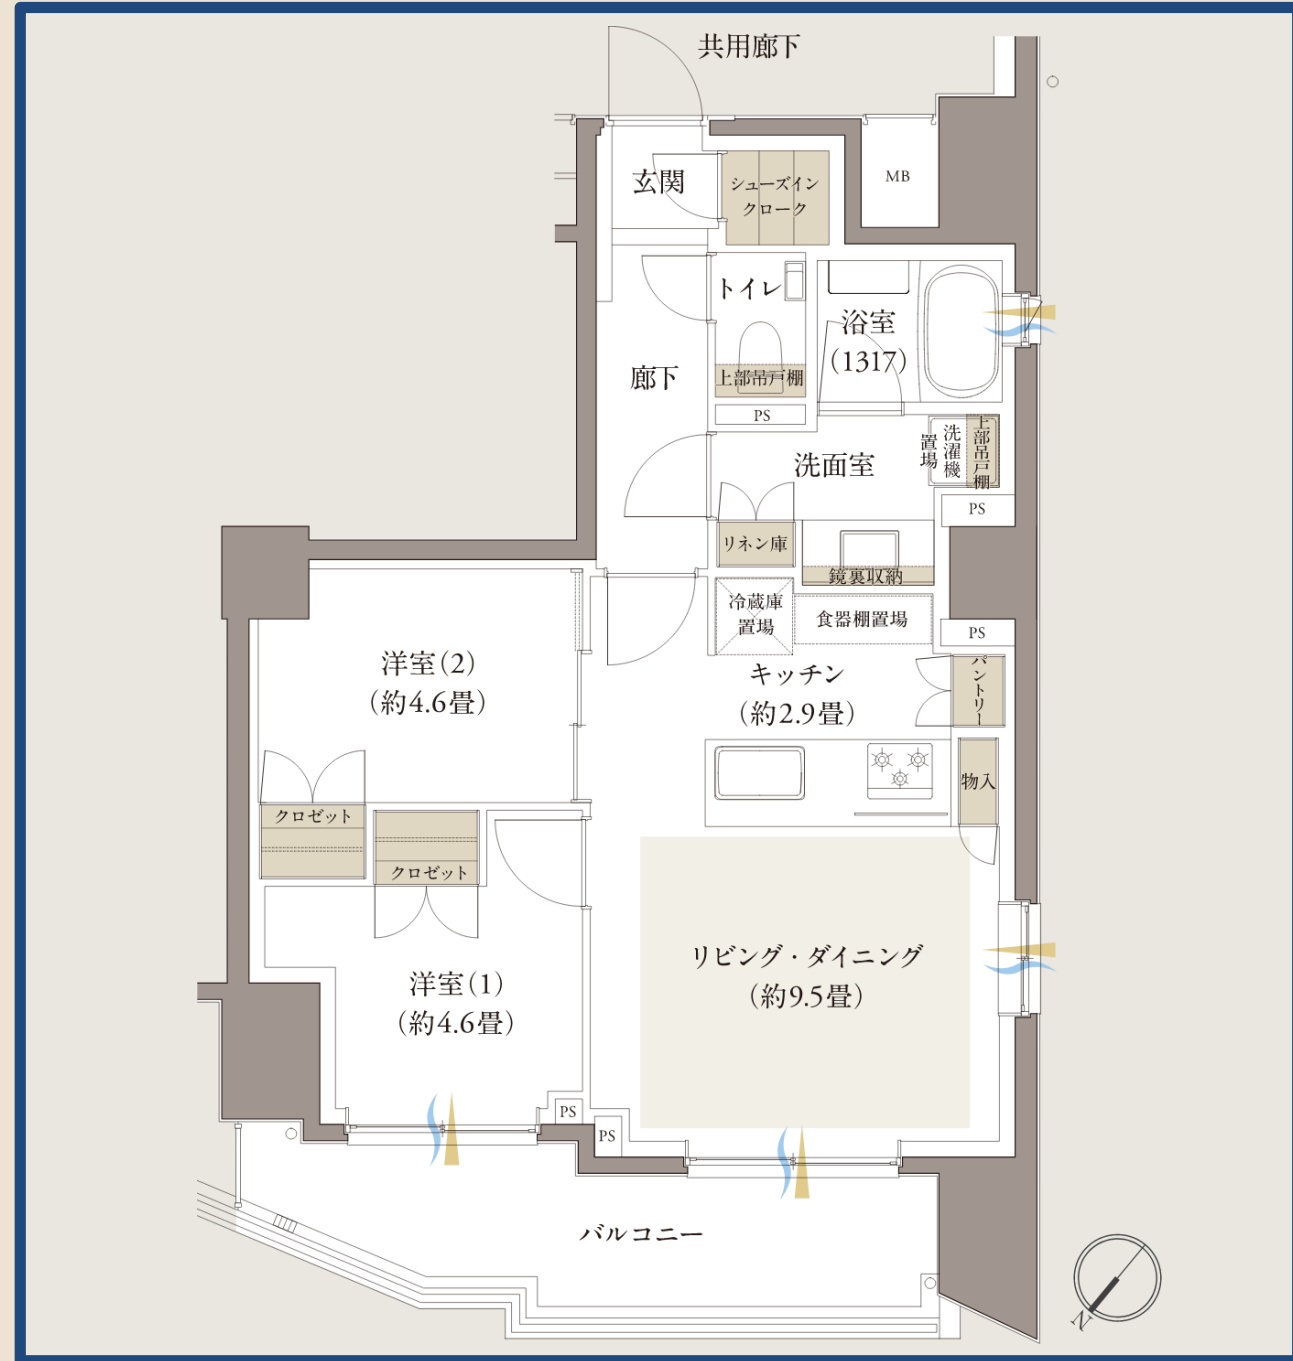 共用廊下
玄関
シューズイン
クローク
MB
トイレ
上部吊戸棚
PS
浴室
(1317)
廊下
洗面室
洗濯機
置場
上部吊戸棚
PS
リネン庫
鏡裏収納
冷蔵庫
置場
食器棚置場
PS
洋室(2)
(約4.6畳)
キッチン
(約2.9畳)
パントリー
物入
クロゼット
クロゼット
洋室(1)
(約4.6畳)
リビング・ダイニング
(約9.5畳)
PS
PS
バルコニー
N